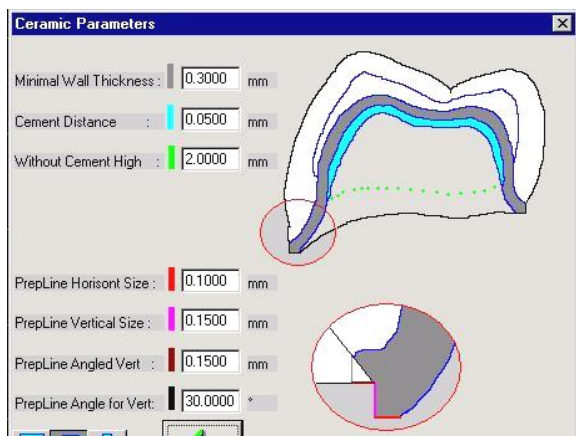 Ceramic Parameters
Minimal Wall Thickness : 0.3000 mm
Cement Distance : 0.0500 mm
Without Cement High : 2.0000 mm
PrepLine Horisont Size : 0.1000 mm
PrepLine Vertical Size : 0.1500 mm
PrepLine Angled Vert : 0.1500 mm
PrepLine Angle for Vert: 30.0000 °